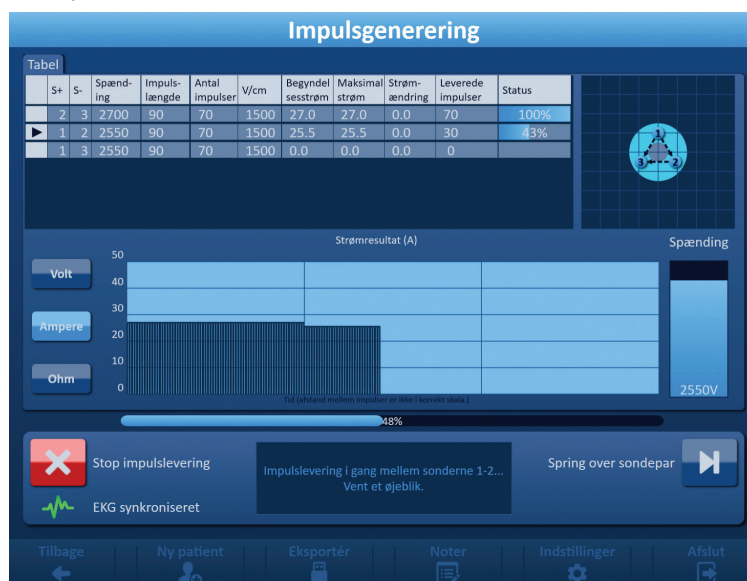 Impulsgenerering
Tabel
S+ S- Spænd-ing Impuls-længde Antal impulser V/cm Begyndel sesstrøm Maksimal strøm Strøm-ændring Leverede impulser Status
2 3 2700 90 70 1500 27.0 27.0 0.0 70 100%
1 2 2550 90 70 1500 25.5 25.5 0.0 30 43%
1 3 2550 90 70 1500 0.0 0.0 0.0 0
1
3 2
Strømresultat (A)
Spænding
50
40
30
20
10
0
Volt
Ampere
Ohm
2550V
Tid (afstand mellem impulser er ikke i korrekt skala.)
48%
Stop impulslevering
Impulslevering i gang mellem sonderne 1-2...
Vent et øjeblik.
Spring over sondepar
EKG synkroniseret
Tilbage Ny patient Eksportér Noter Indstillinger Afslut